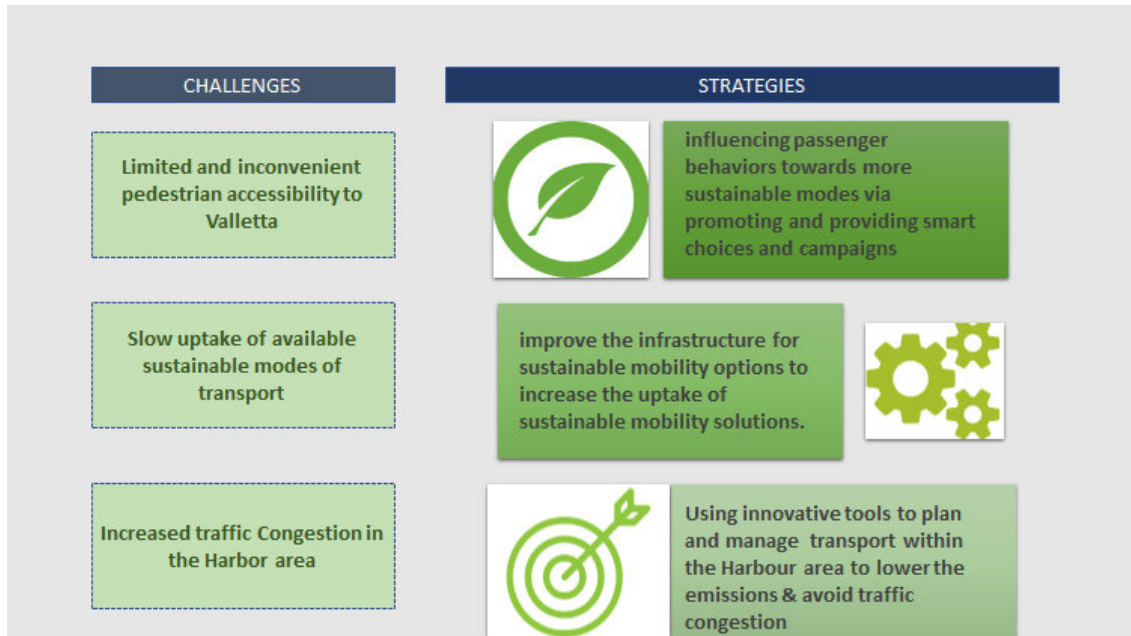 CHALLENGES
STRATEGIES
Limited and inconvenient
pedestrian accessibility to
Valletta
influencing passenger
behaviors towards more
sustainable modes via
promoting and providing smart
choices and campaigns
Slow uptake of available
sustainable modes of
transport
improve the infrastructure for
sustainable mobility options to
increase the uptake of
sustainable mobility solutions.
Increased traffic Congestion in
the Harbor area
Using innovative tools to plan
and manage transport within
the Harbour area to lower the
emissions & avoid traffic
congestion